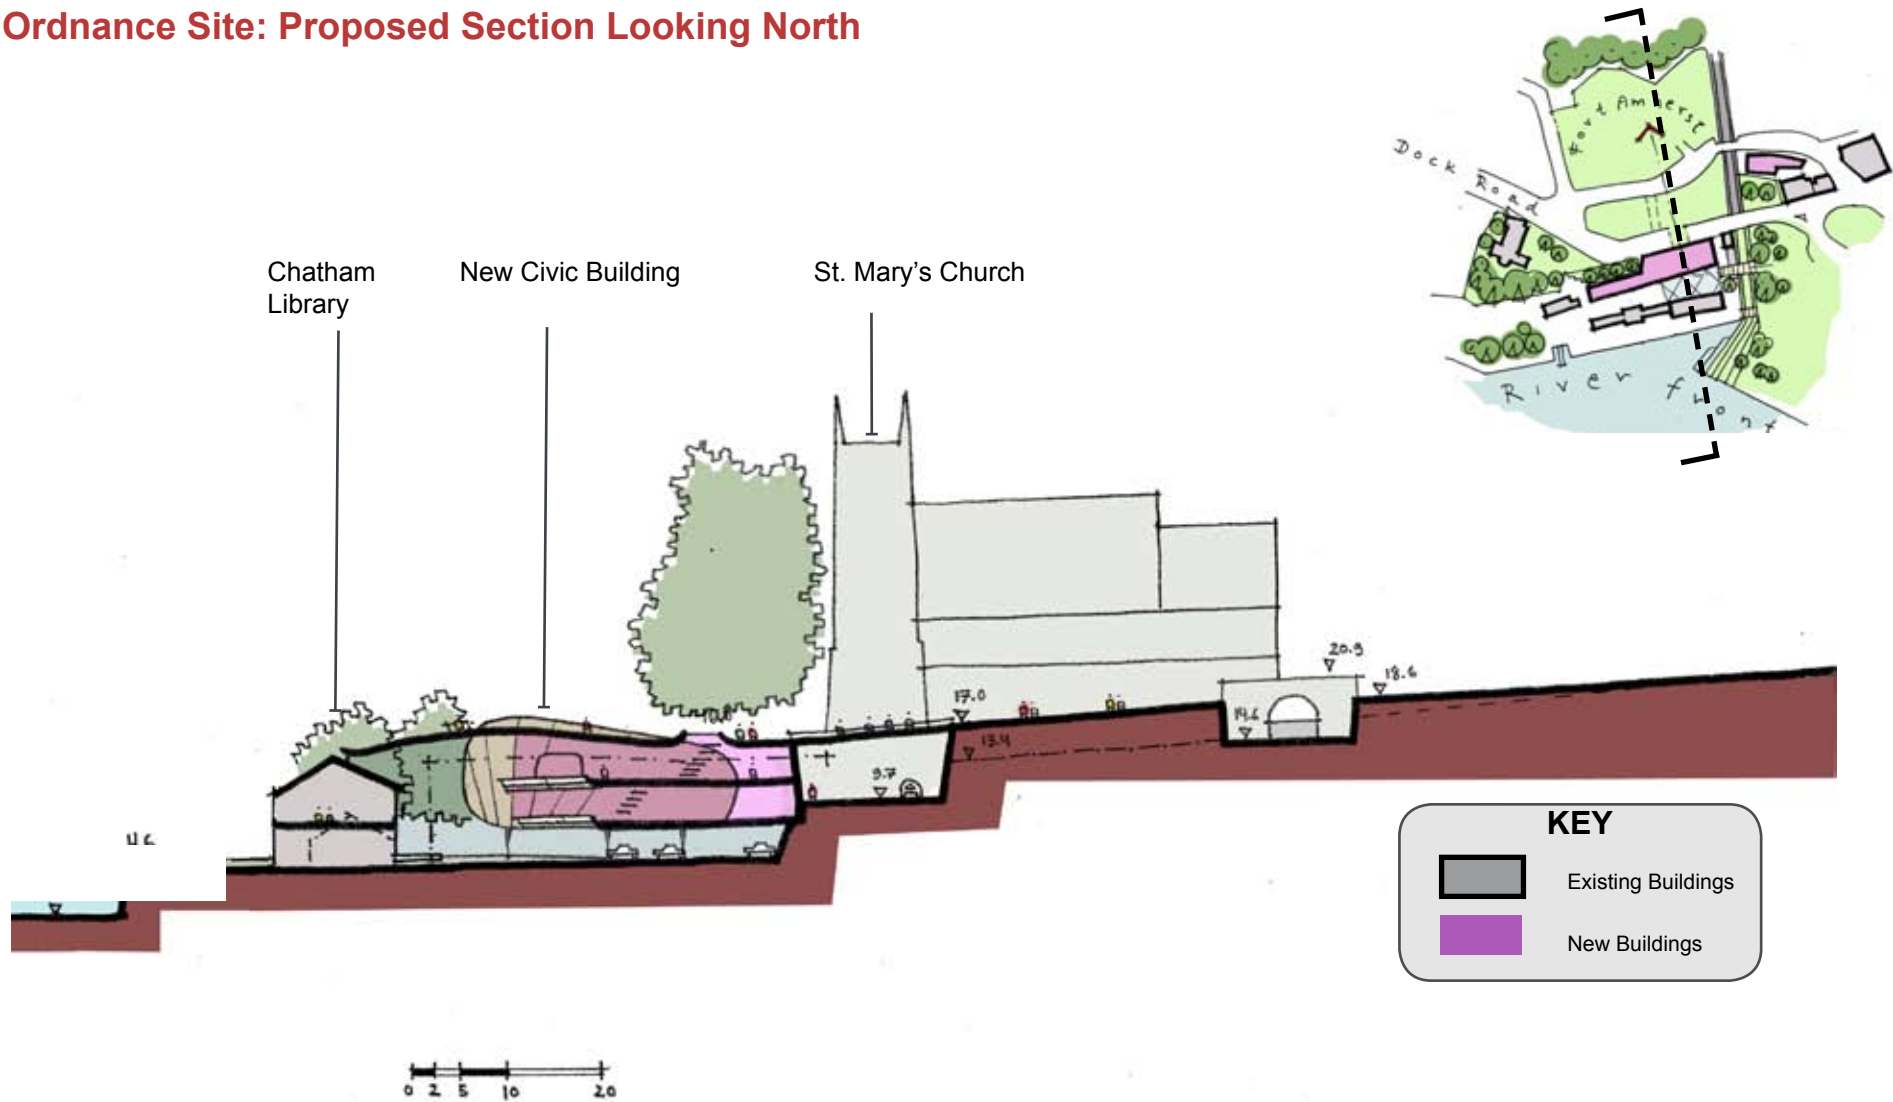 Ordnance Site: Proposed Section Looking North
Fort Amherst
Dock Road
River front
Chatham
Library
New Civic Building
St. Mary's Church
20.9
18.6
17.0
14.6
13.4
9.7
KEY
Existing Buildings
New Buildings
0 2 5 10 20